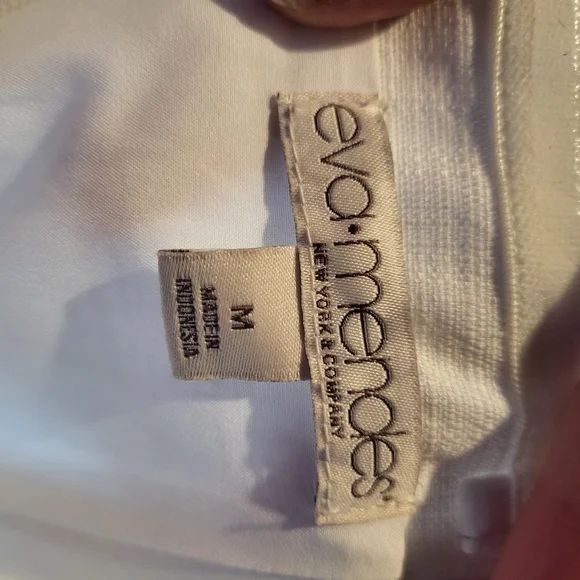 eva•mendes
NEW YORK & COMPANY
M
MADE IN
INDONESIA